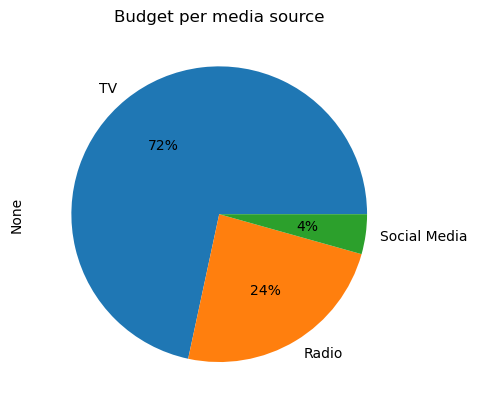 Budget per media source
TV
72%
None
4%
Social Media
24%
Radio